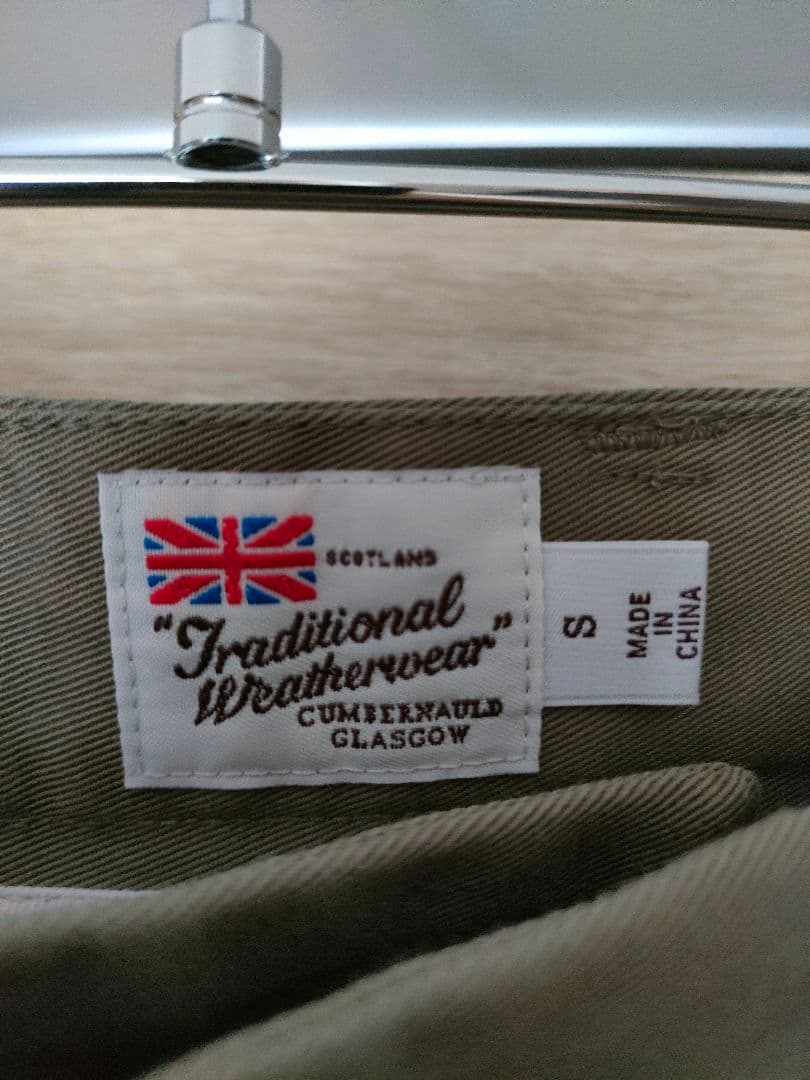 SCOTLAND
"Traditional
Weatherwear"
CUMBERNAULD
GLASGOW
S
MADE
IN
CHINA